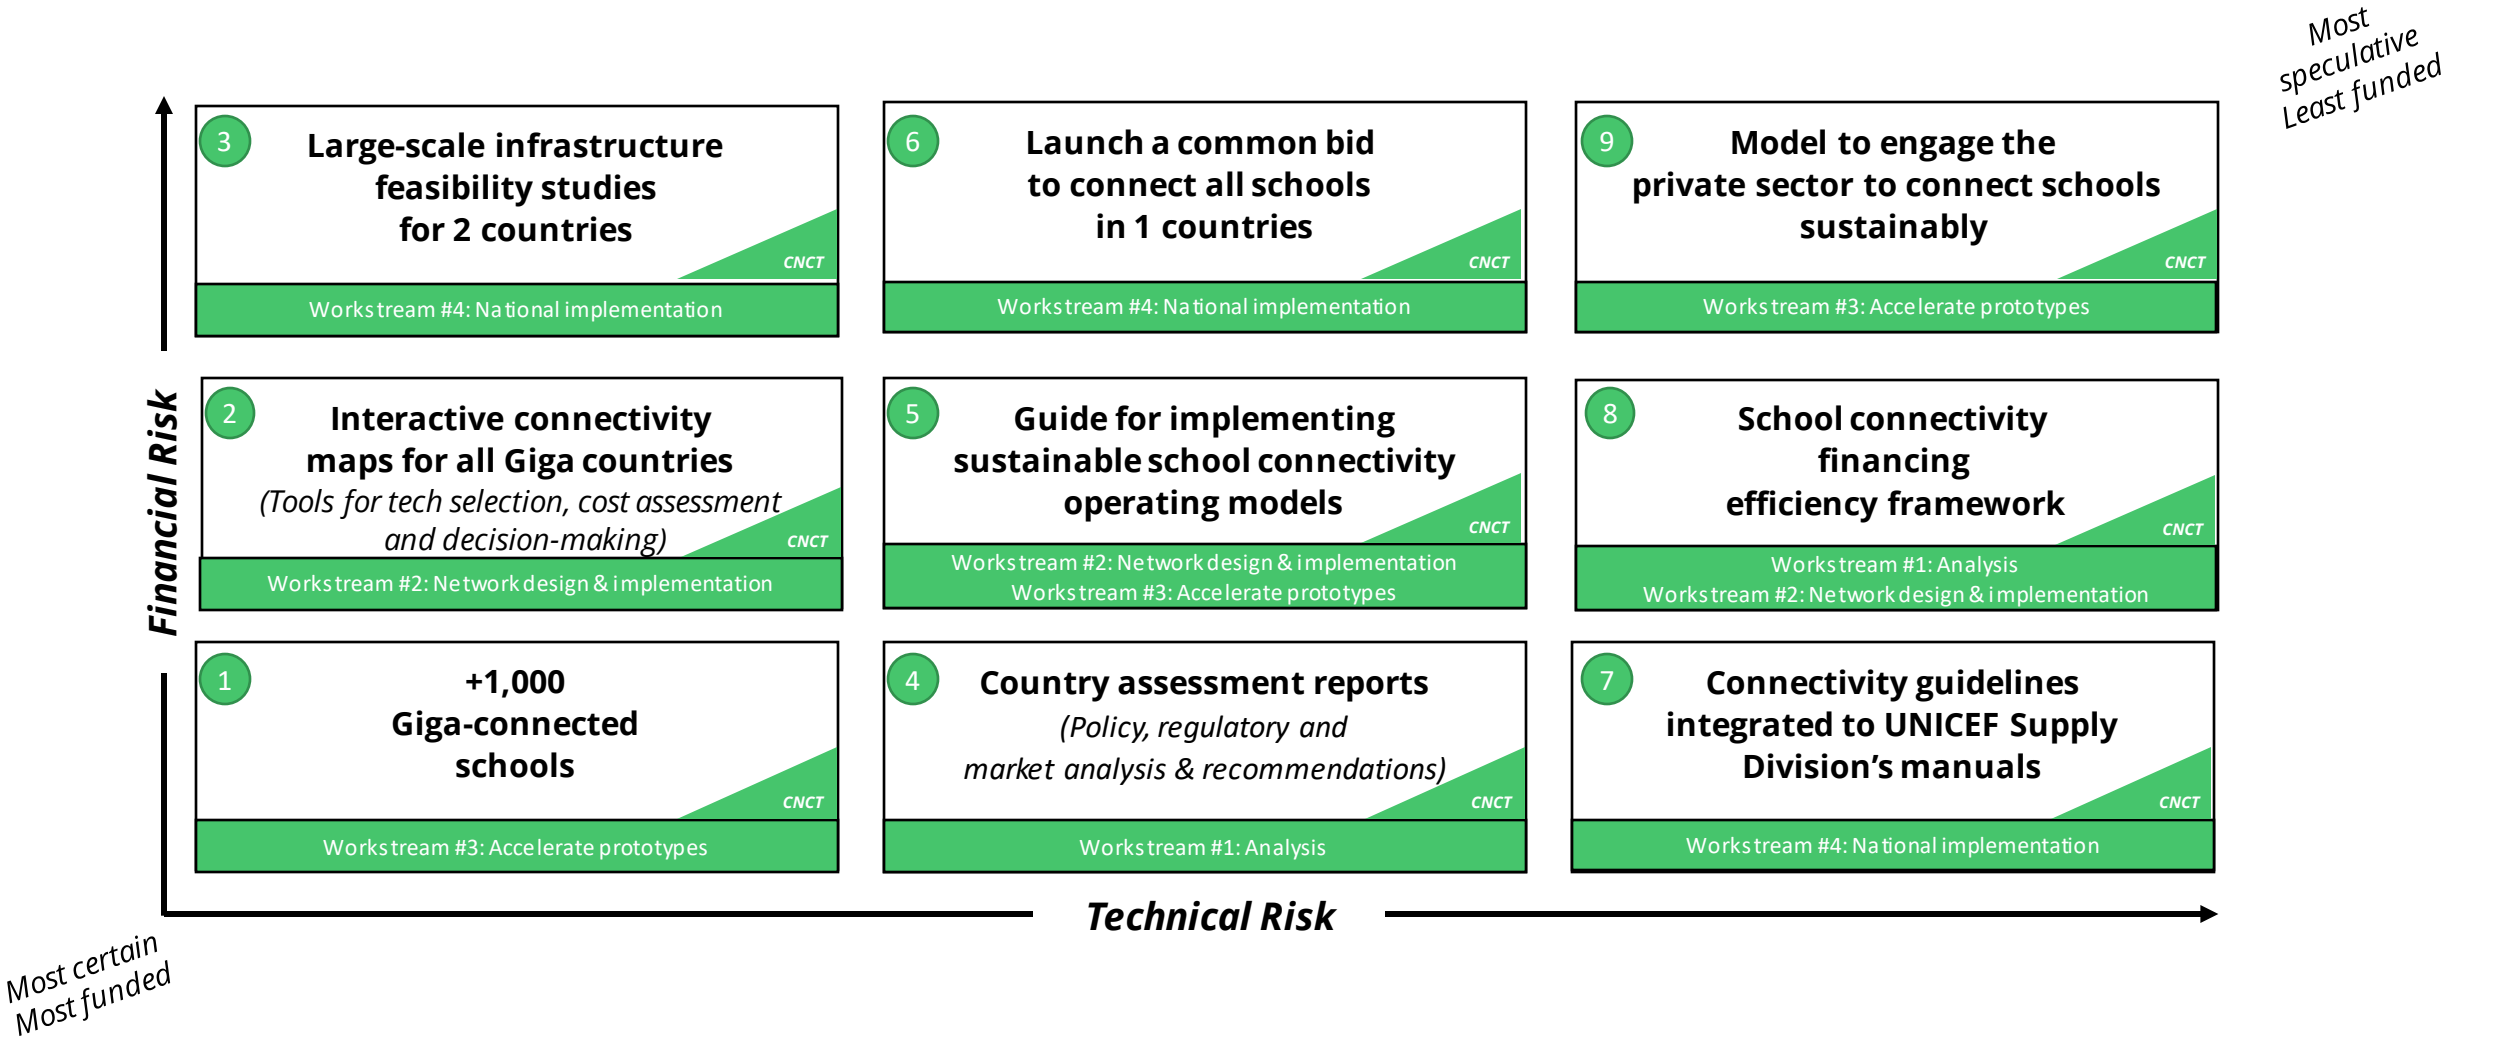 Most
speculative
Least funded
3
Large-scale infrastructure
feasibility studies
for 2 countries
CNCT
Workstream #4: National implementation
6
Launch a common bid
to connect all schools
in 1 countries
CNCT
Workstream #4: National implementation
9
Model to engage the
private sector to connect schools
sustainably
CNCT
Workstream #3: Accelerate prototypes
Financial Risk
2
Interactive connectivity
maps for all Giga countries
(Tools for tech selection, cost assessment
and decision-making)
CNCT
Workstream #2: Network design & implementation
5
Guide for implementing
sustainable school connectivity
operating models
CNCT
Workstream #2: Network design & implementation
Workstream #3: Accelerate prototypes
8
School connectivity
financing
efficiency framework
CNCT
Workstream #1: Analysis
Workstream #2: Network design & implementation
1
+1,000
Giga-connected
schools
CNCT
Workstream #3: Accelerate prototypes
4
Country assessment reports
(Policy, regulatory and
market analysis & recommendations)
CNCT
Workstream #1: Analysis
7
Connectivity guidelines
integrated to UNICEF Supply
Division’s manuals
CNCT
Workstream #4: National implementation
Technical Risk
Most certain
Most funded